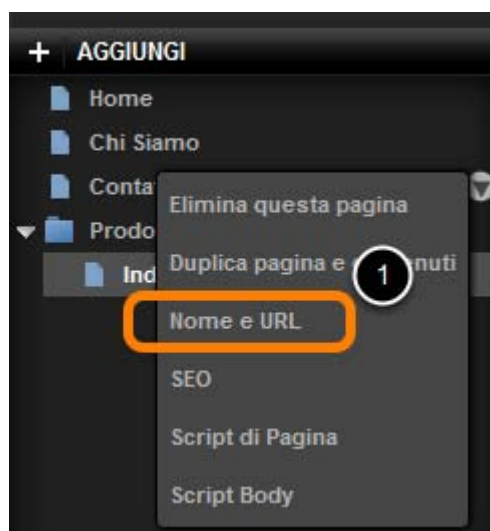 + AGGIUNGI
Home
Chi Siamo
Conta
Elimina questa pagina
Prodo
Duplica pagina e nuti
1
Ind
Nome e URL
SEO
Script di Pagina
Script Body